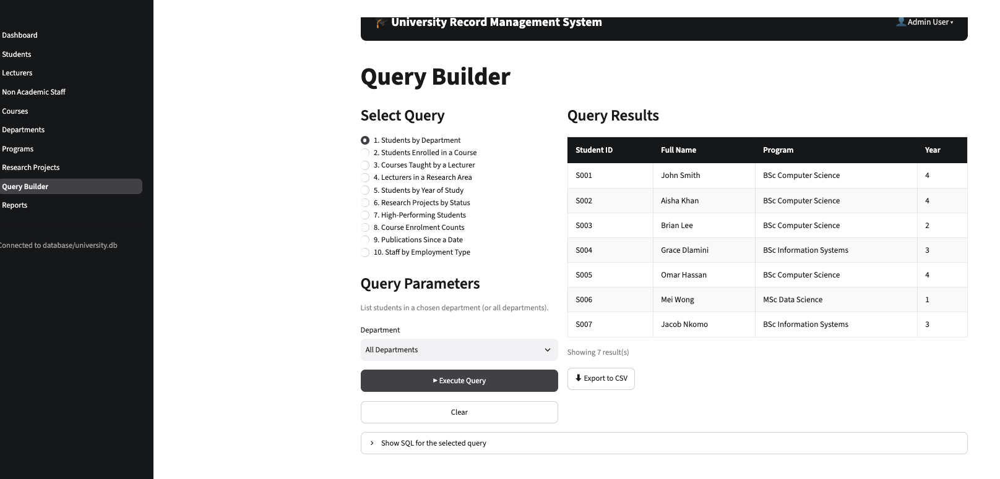 Dashboard
Students
Lecturers
Non Academic Staff
Courses
Departments
Programs
Research Projects
Query Builder
Reports
Connected to database/university.db
University Record Management System
Admin User
Query Builder
Select Query
1. Students by Department
2. Students Enrolled in a Course
3. Courses Taught by a Lecturer
4. Lecturers in a Research Area
5. Students by Year of Study
6. Research Projects by Status
7. High-Performing Students
8. Course Enrolment Counts
9. Publications Since a Date
10. Staff by Employment Type
Query Parameters
List students in a chosen department (or all departments).
Department
All Departments
Execute Query
Clear
Query Results
Student ID Full Name Program Year
S001 John Smith BSc Computer Science 4
S002 Aisha Khan BSc Computer Science 4
S003 Brian Lee BSc Computer Science 2
S004 Grace Dlamini BSc Information Systems 3
S005 Omar Hassan BSc Computer Science 4
S006 Mei Wong MSc Data Science 1
S007 Jacob Nkomo BSc Information Systems 3
Showing 7 result(s)
Export to CSV
Show SQL for the selected query